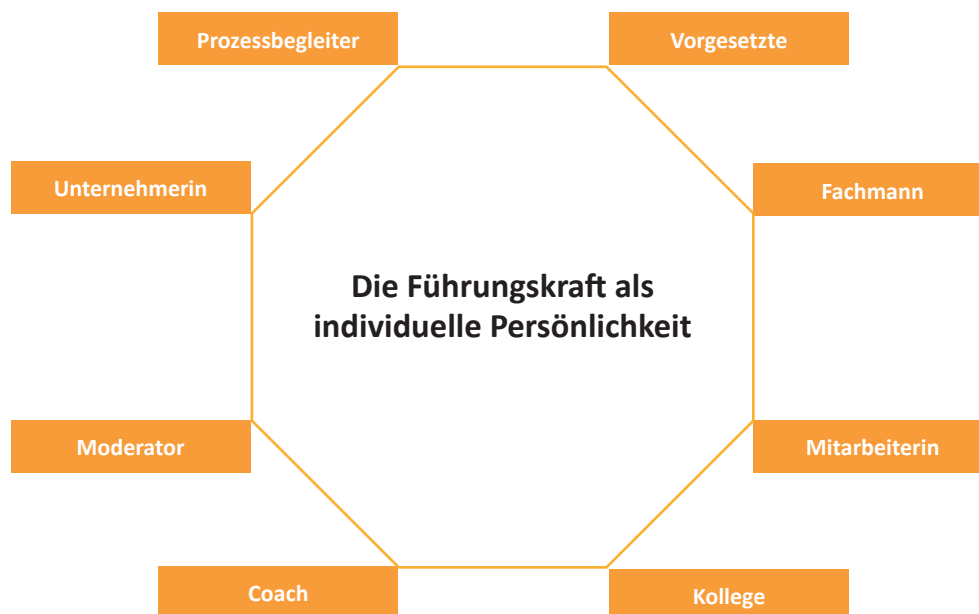 Prozessbegleiter
Vorgesetzte
Unternehmerin
Fachmann
Die Führungskraft als
individuelle Persönlichkeit
Moderator
Mitarbeiterin
Coach
Kollege